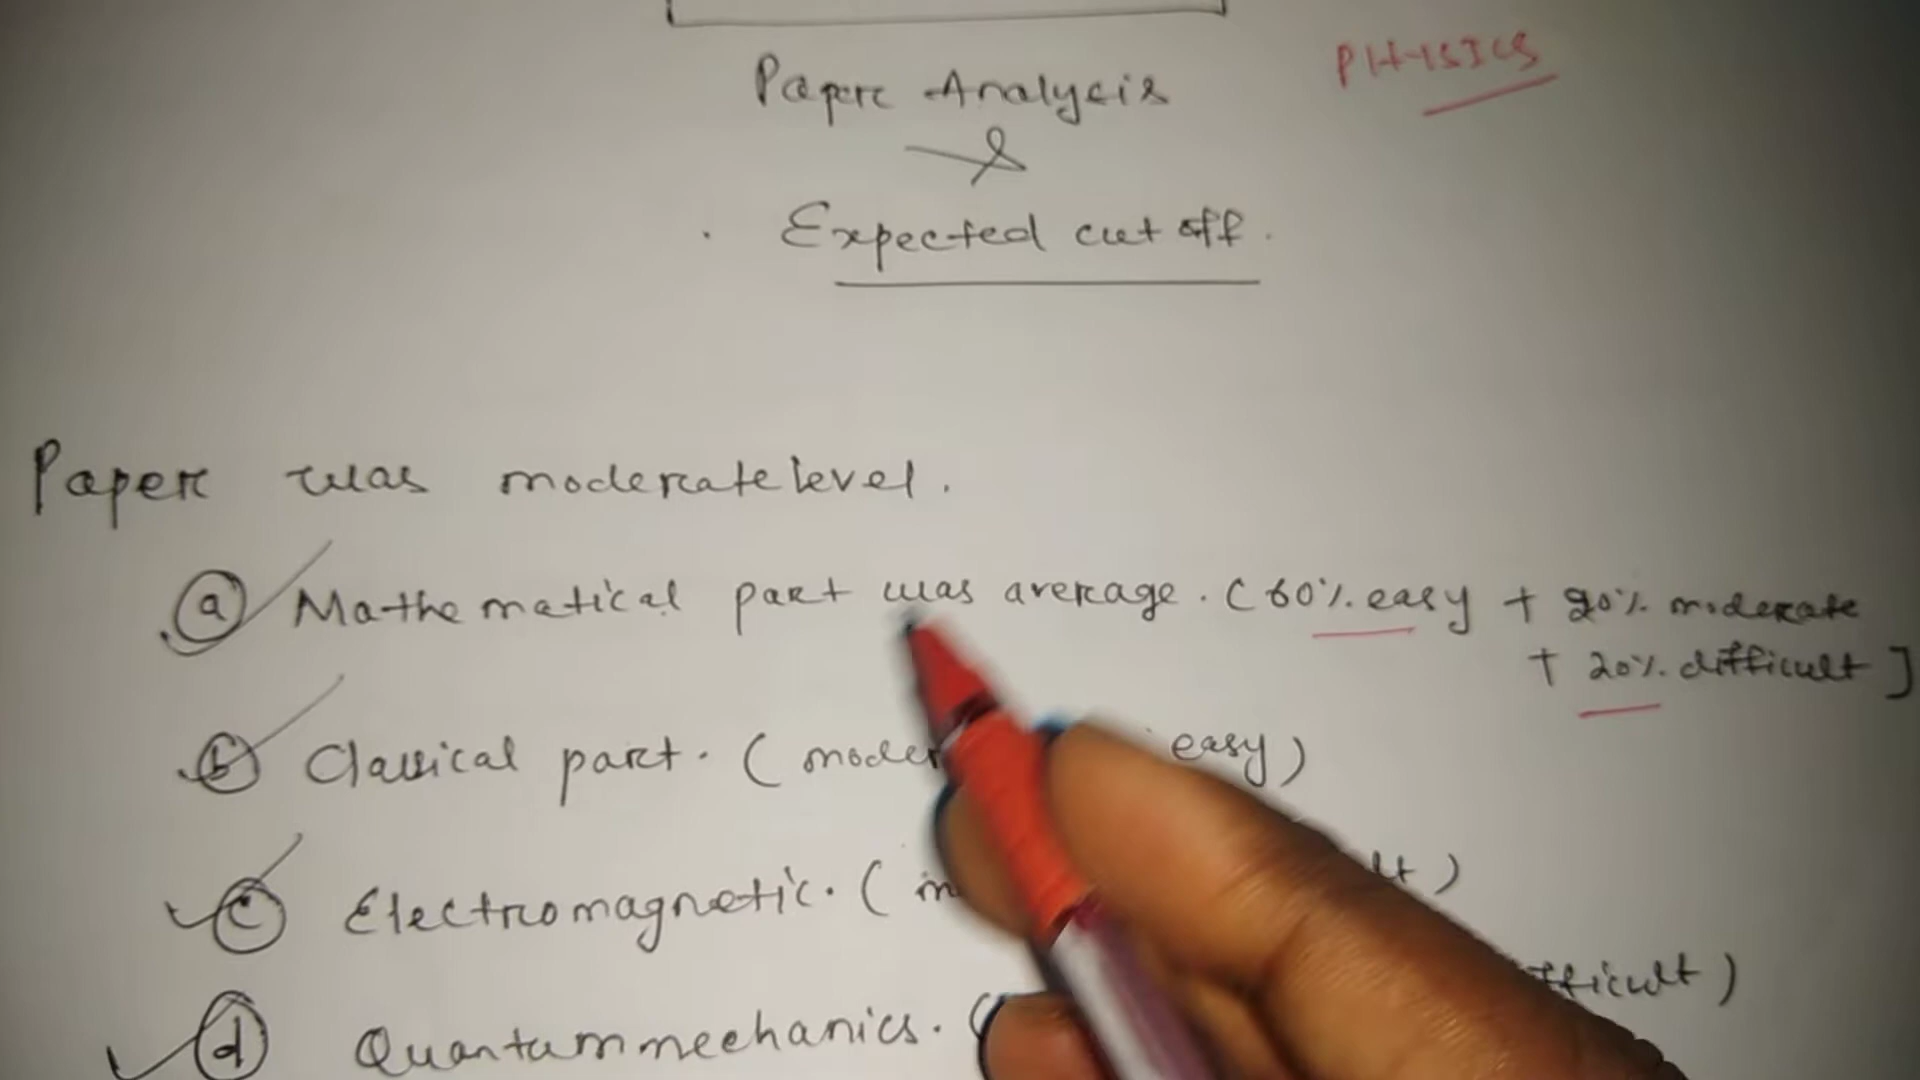 PHYSICS
Paper Analysis
&
Expected cut off.
Paper was moderate level.
(a) Mathematical part was average. (60% easy + 20% moderate
+ 20% difficult]
(b) Classical part. ( easy)
(c) Electromagnetic. (
(d) Quantum mechanics. ( )